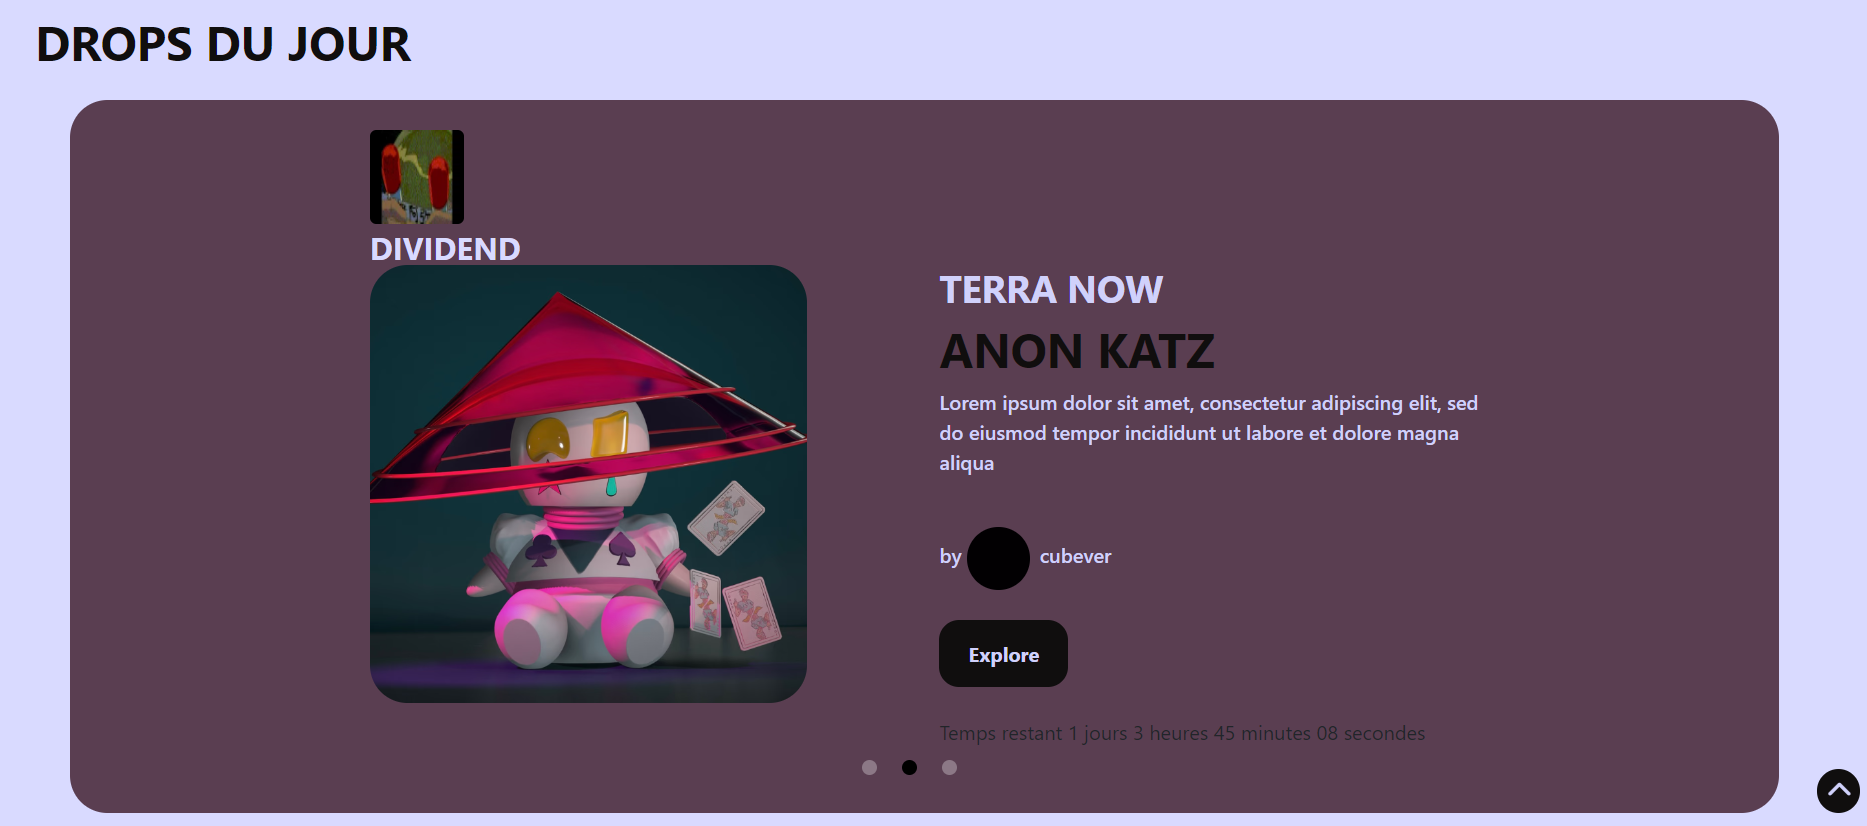 DROPS DU JOUR
DIVIDEND
TERRA NOW
ANON KATZ
Lorem ipsum dolor sit amet, consectetur adipiscing elit, sed
do eiusmod tempor incididunt ut labore et dolore magna
aliqua
by cubever
Explore
Temps restant 1 jours 3 heures 45 minutes 08 secondes